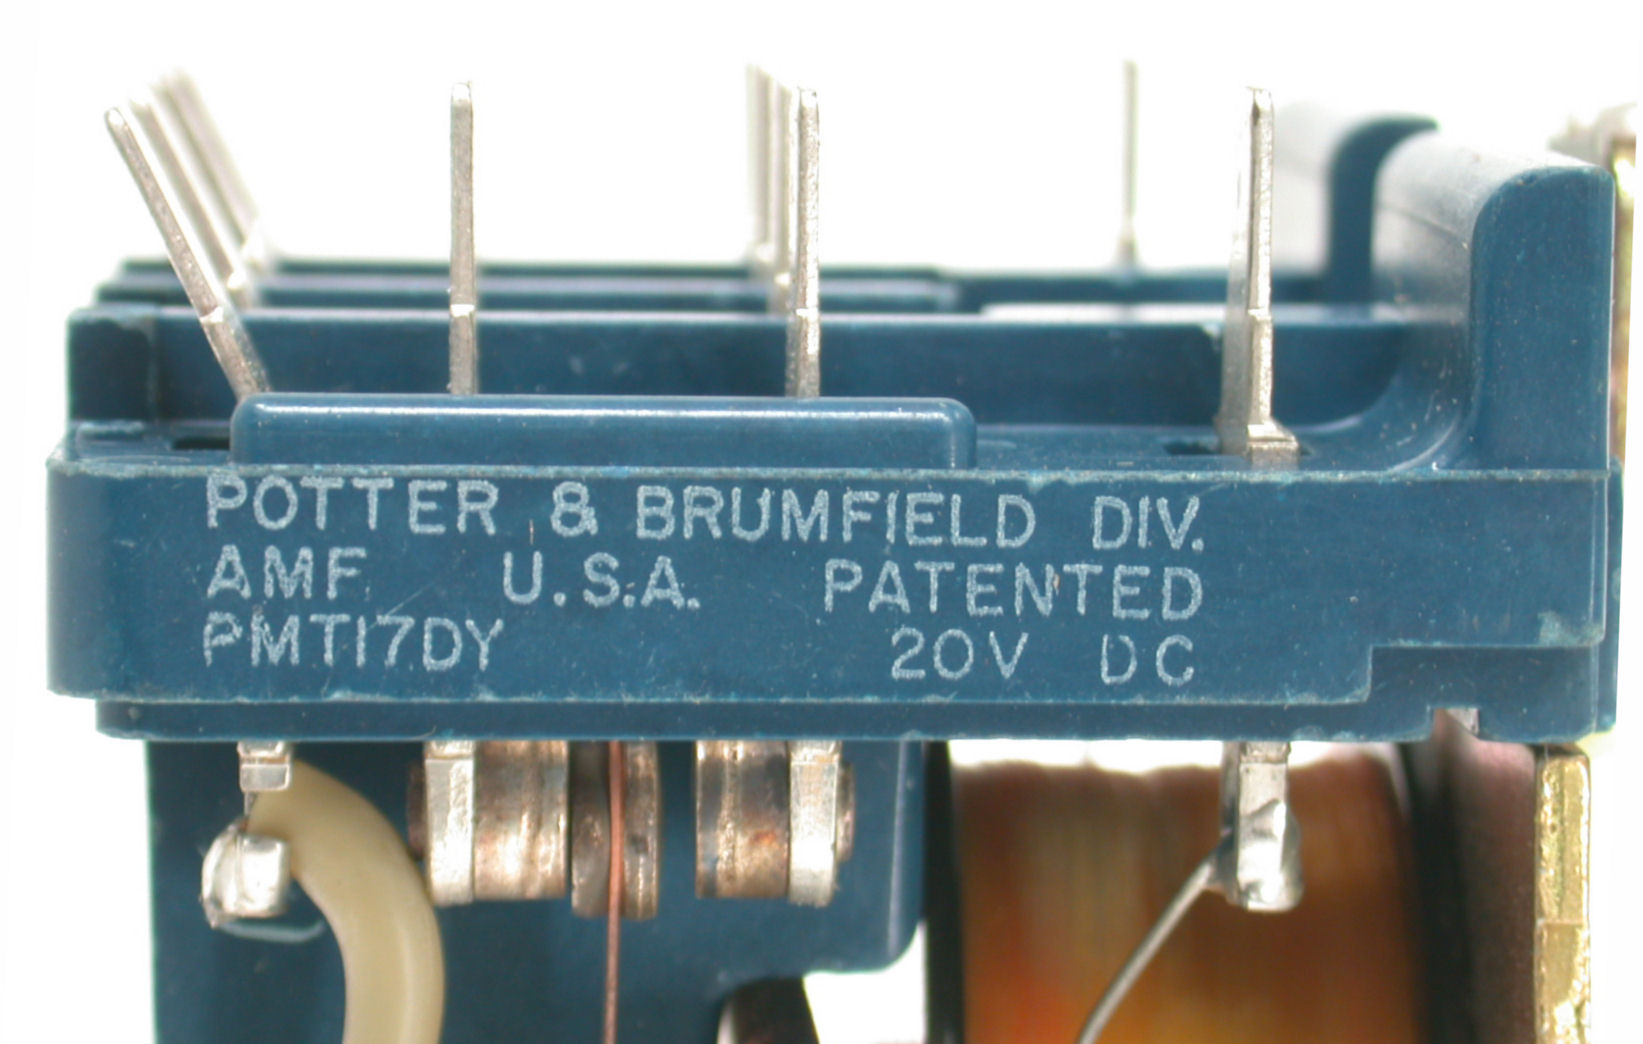 POTTER & BRUMFIELD DIV.
AMF U.S.A. PATENTED
PMT17DY 20V DC